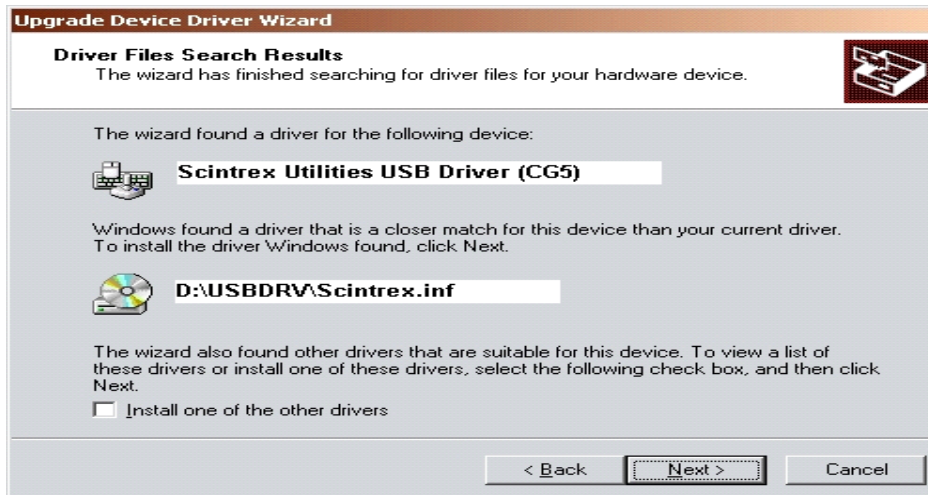 Upgrade Device Driver Wizard
Driver Files Search Results
The wizard has finished searching for driver files for your hardware device.
The wizard found a driver for the following device:
Scintrex Utilities USB Driver (CG5)
Windows found a driver that is a closer match for this device than your current driver.
To install the driver Windows found, click Next.
D:\USBDRV\Scintrex.inf
The wizard also found other drivers that are suitable for this device. To view a list of
these drivers or install one of these drivers, select the following check box, and then click
Next.
Install one of the other drivers
< Back
Next >
Cancel